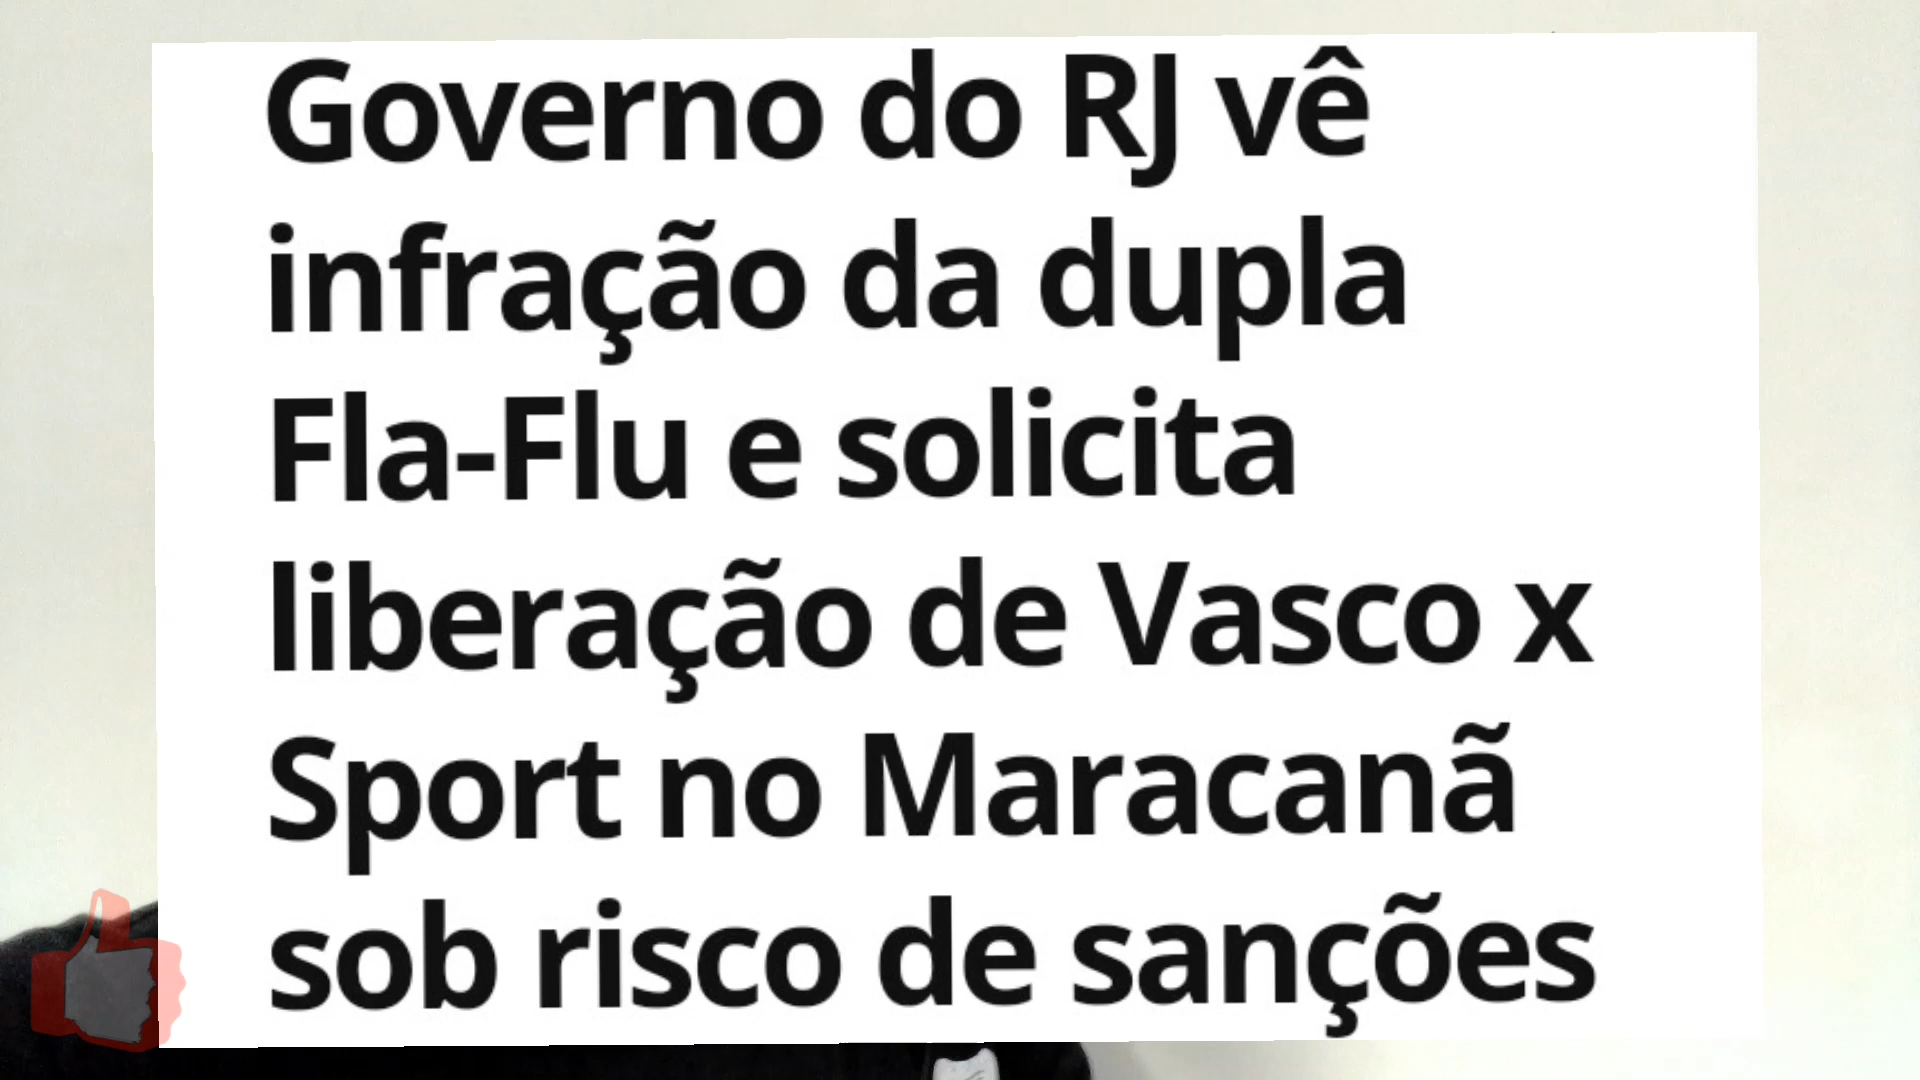 Governo do RJ vê
infração da dupla
Fla-Flu e solicita
liberação de Vasco x
Sport no Maracanã
sob risco de sanções